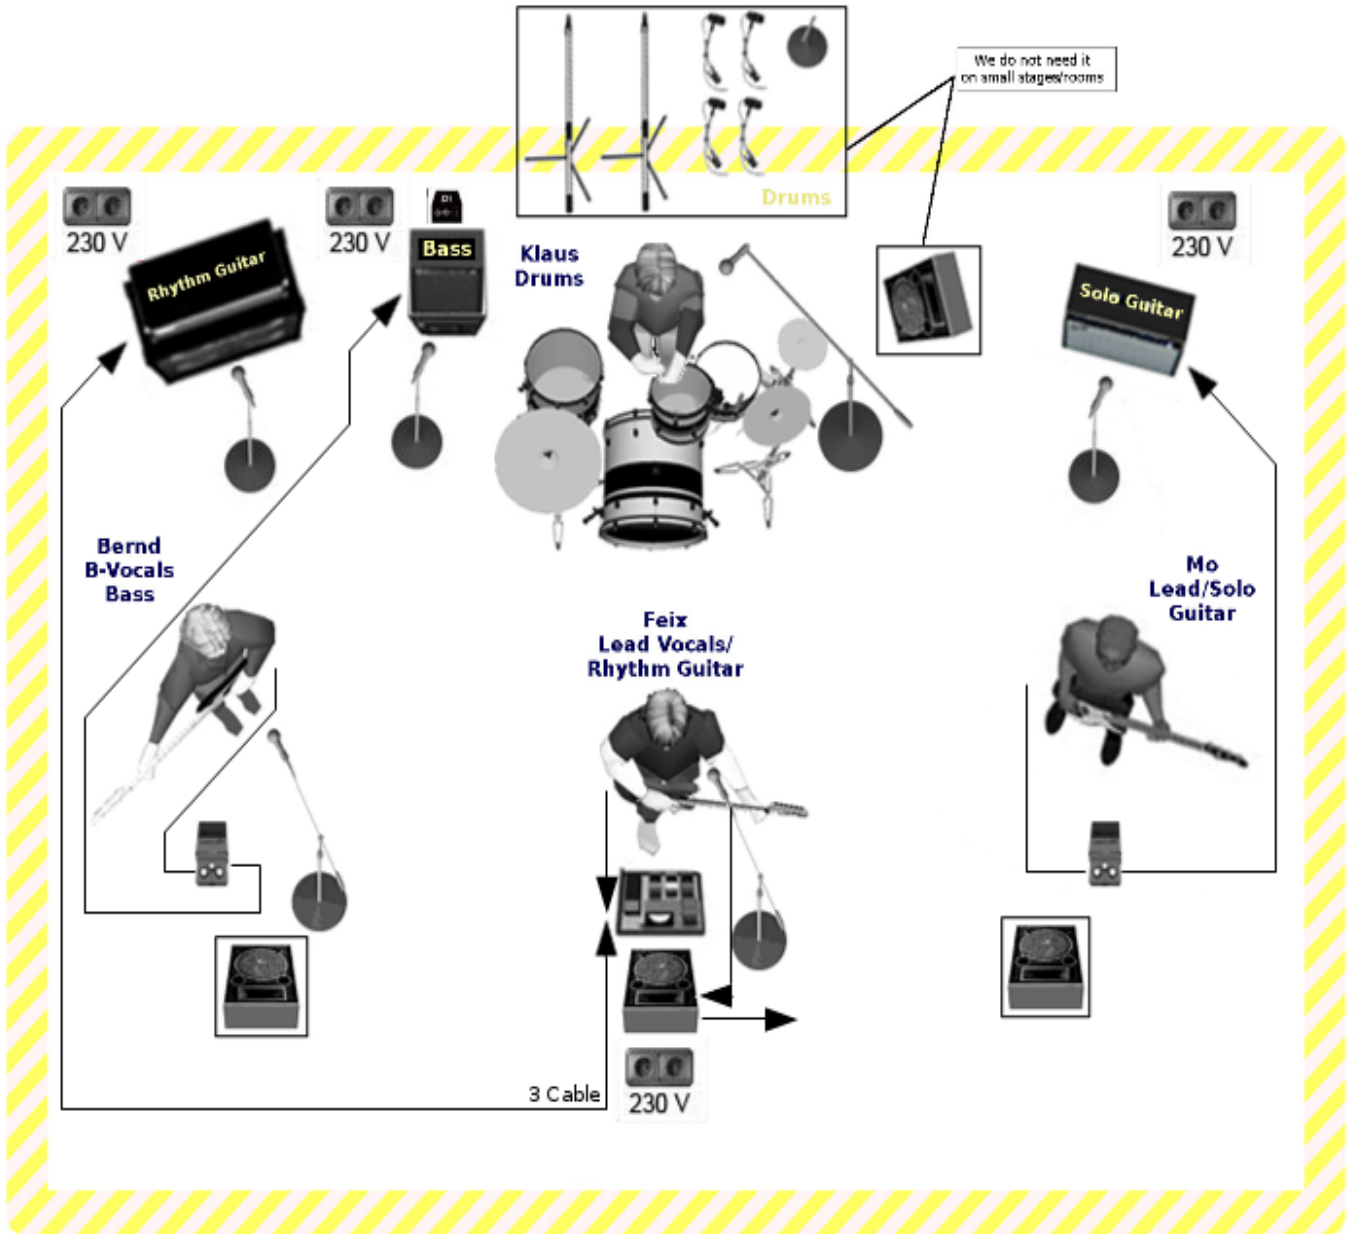 We do not need it
on small stages/rooms
Drums
230 V
230 V
230 V
DI
Rhythm Guitar
Bass
Klaus
Drums
Solo Guitar
Bernd
B-Vocals
Bass
Mo
Lead/Solo
Guitar
Feix
Lead Vocals/
Rhythm Guitar
3 Cable
230 V